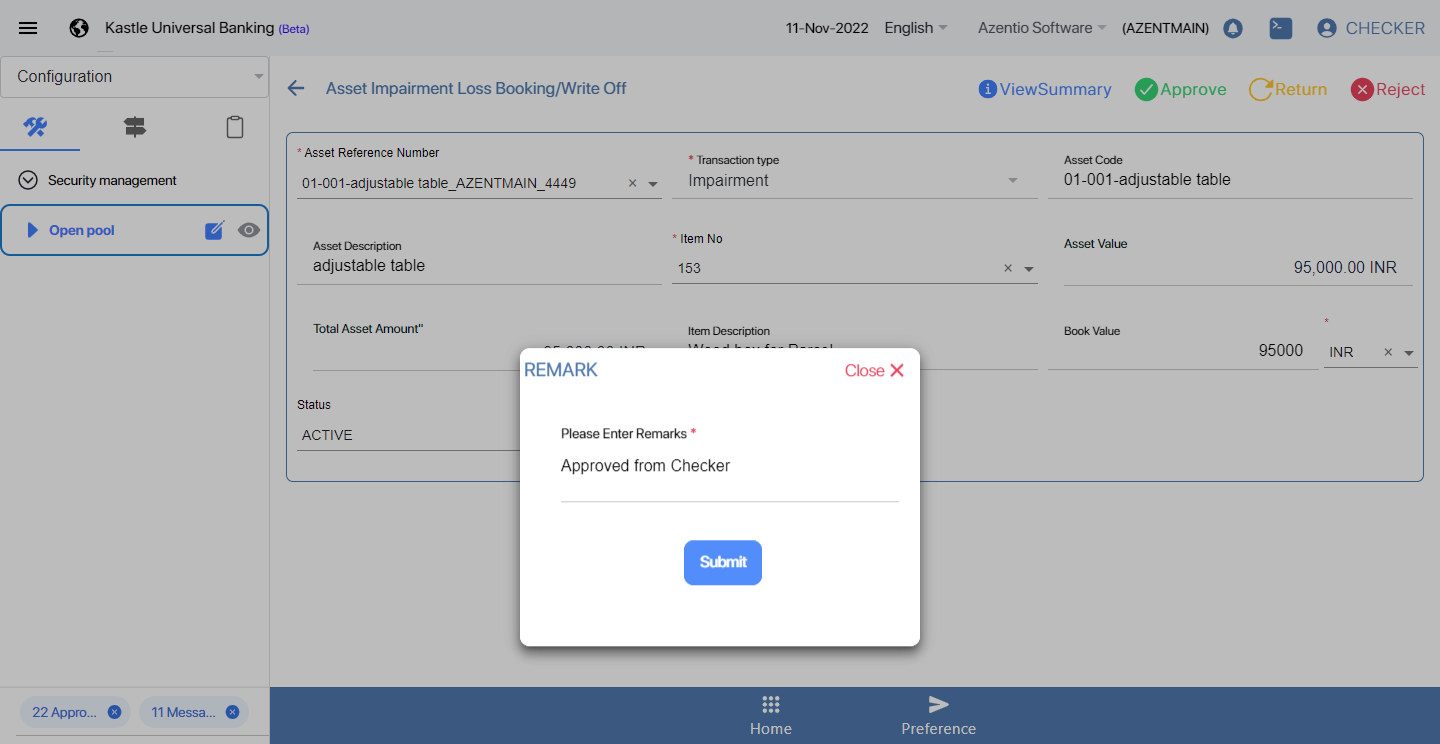 Kastle Universal Banking (Beta)
11-Nov-2022 English Azentio Software (AZENTMAIN) CHECKER
Configuration
Security management
Open pool
22 Appro...
11 Messa...
Asset Impairment Loss Booking/Write Off
ViewSummary
Approve
Return
Reject
* Asset Reference Number
01-001-adjustable table_AZENTMAIN_4449
* Transaction type
Impairment
Asset Code
01-001-adjustable table
Asset Description
adjustable table
* Item No
153
Asset Value
95,000.00 INR
Total Asset Amount"
Item Description
Book Value
95000
*
INR
Status
ACTIVE
REMARK
Close
Please Enter Remarks *
Approved from Checker
Submit
Home
Preference